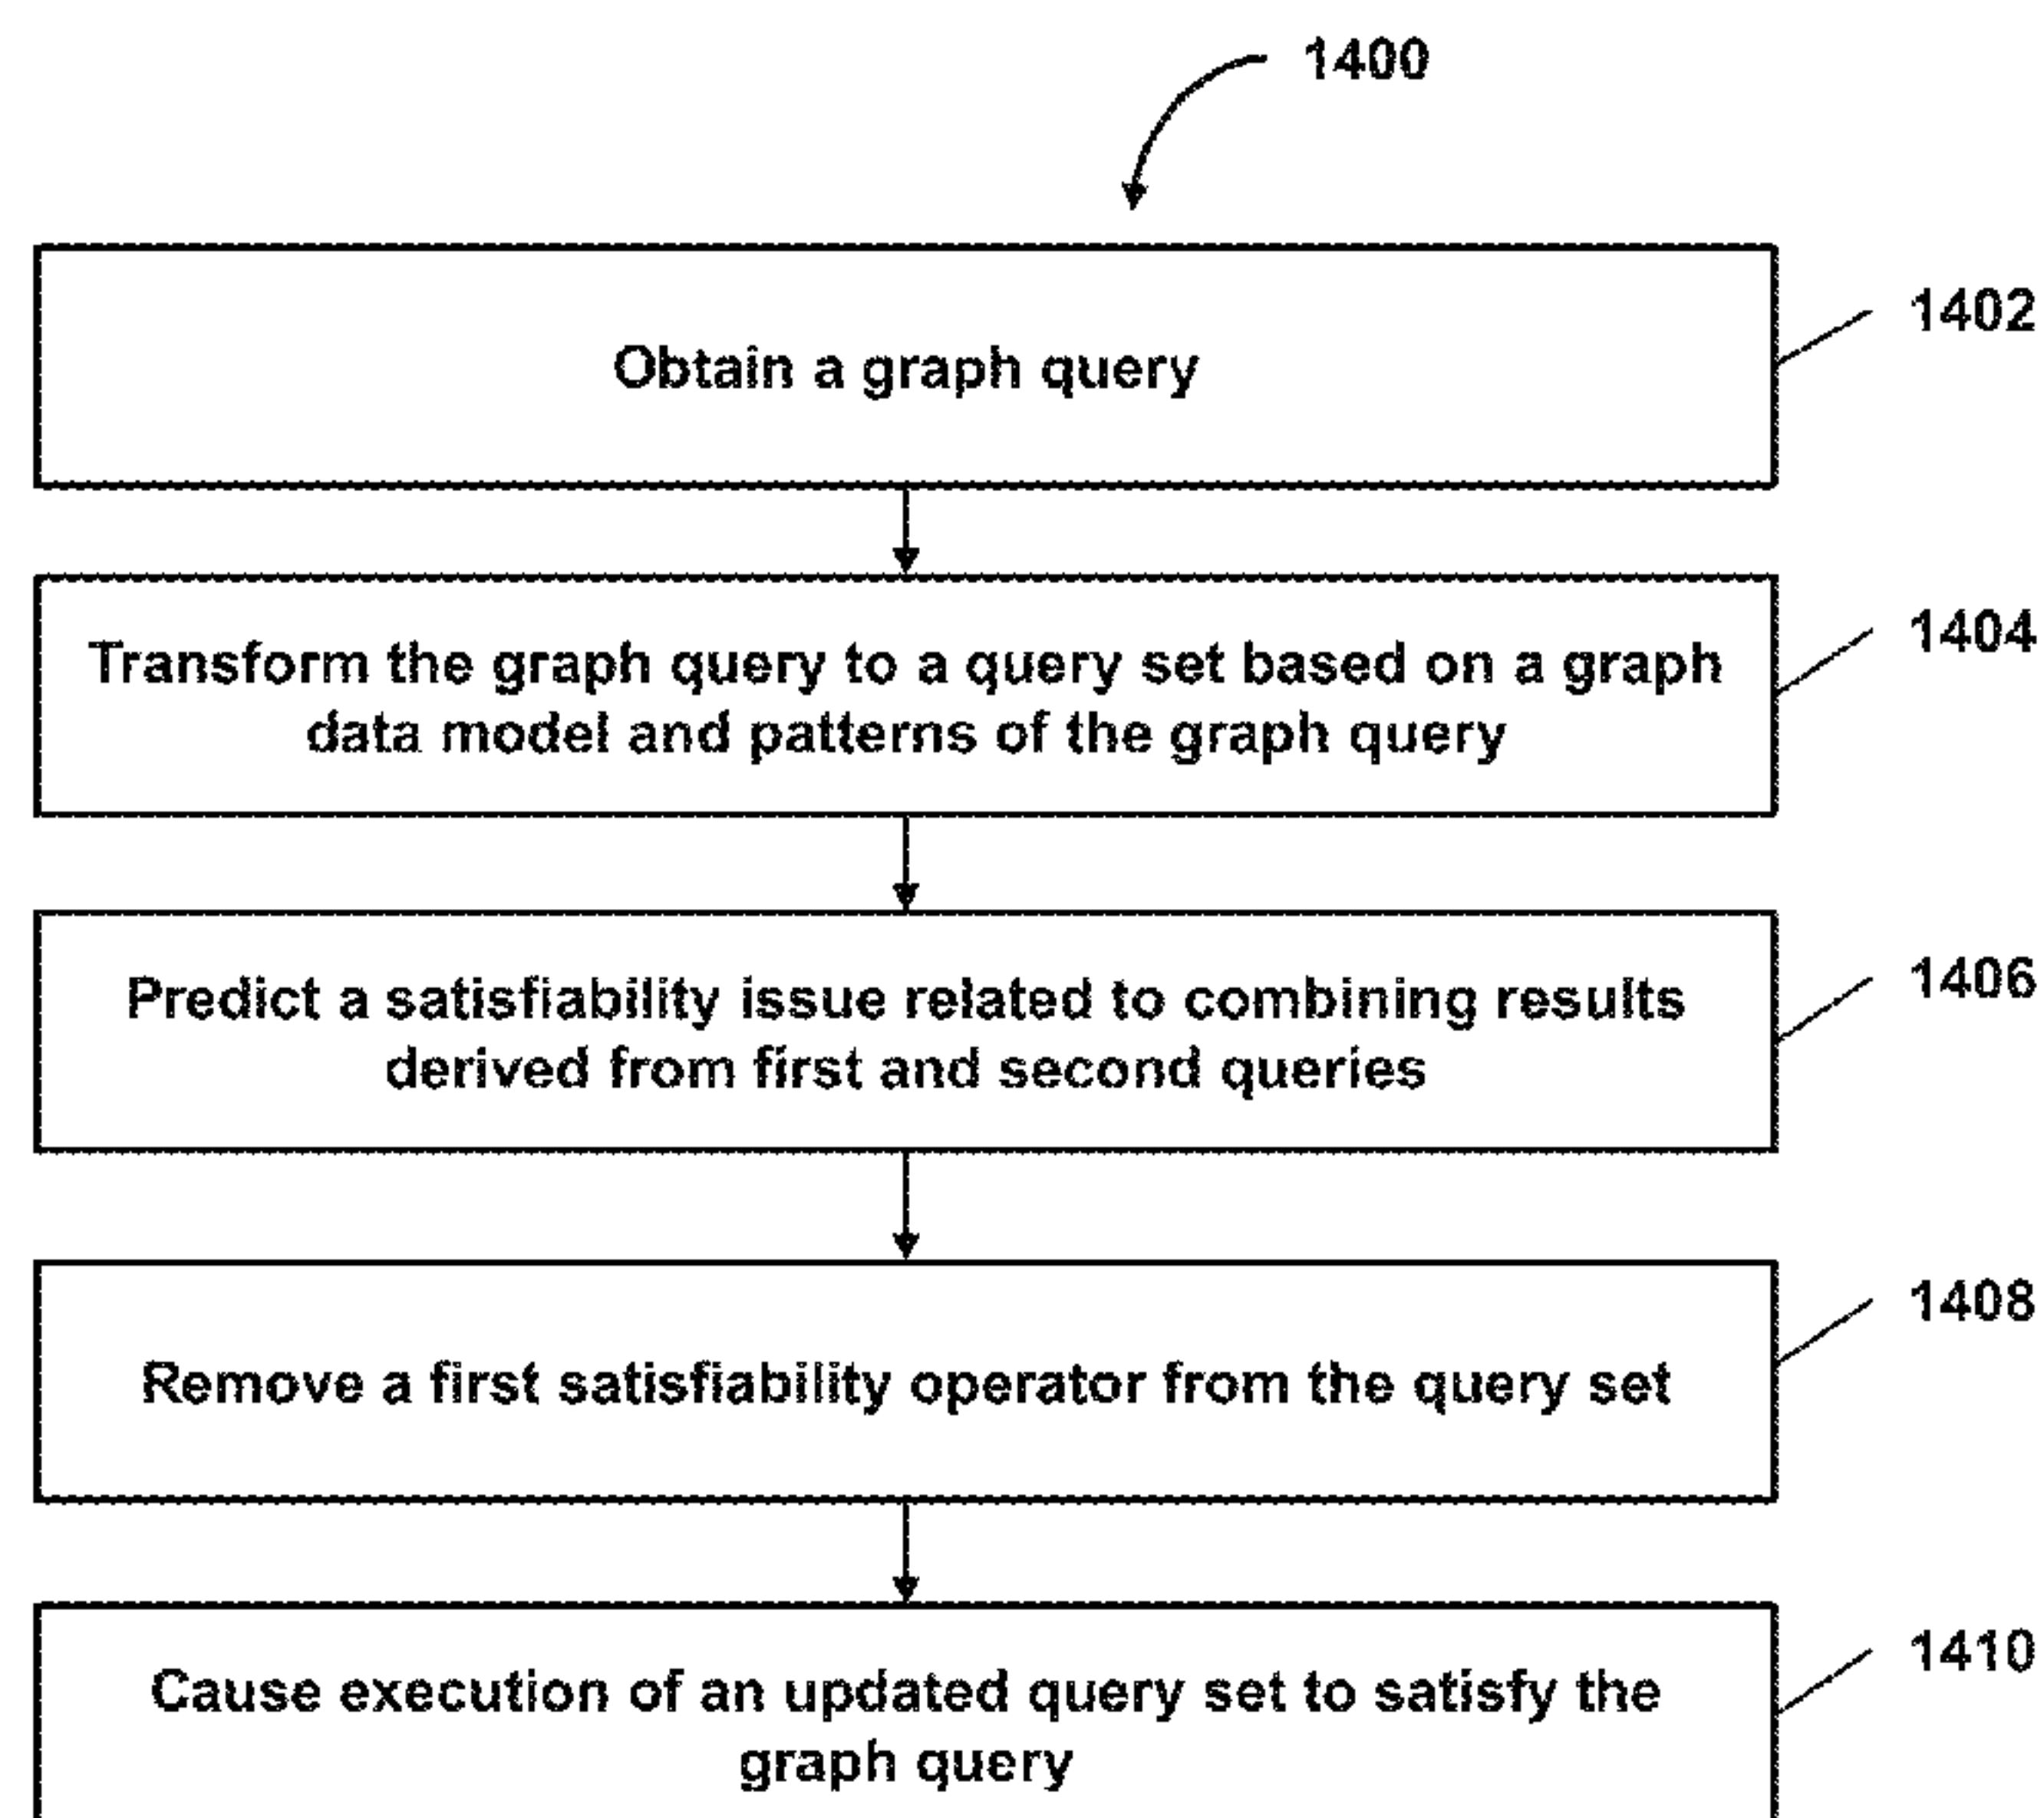 1400
Obtain a graph query
1402
Transform the graph query to a query set based on a graph
data model and patterns of the graph query
1404
Predict a satisfiability issue related to combining results
derived from first and second queries
1406
Remove a first satisfiability operator from the query set
1408
Cause execution of an updated query set to satisfy the
graph query
1410